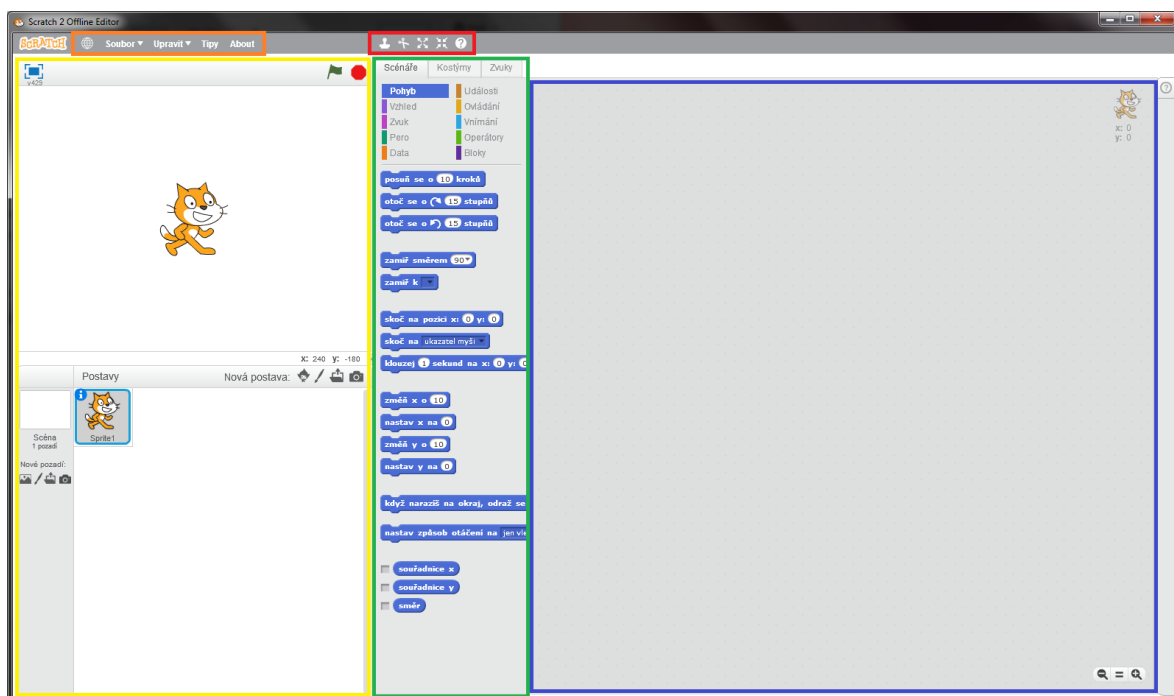 Scratch 2 Offline Editor
SCRATCH Soubor Upravit Tipy About
v429
Scénáře Kostýmy Zvuky
Pohyb Události
Vzhled Ovládání
Zvuk Vnímání
Pero Operátory
Data Bloky
x: 0
y: 0
posuň se o 10 kroků
otoč se o 15 stupňů
otoč se o 15 stupňů
zamiř směrem 90
zamiř k
skoč na pozici x: 0 y: 0
skoč na ukazatel myši
klouzej 1 sekund na x: 0 y: 0
změň x o 10
nastav x na 0
změň y o 10
nastav y na 0
když narazíš na okraj, odraž se
nastav způsob otáčení na jen vle
souřadnice x
souřadnice y
směr
x: 240 y: -180
Postavy Nová postava:
Scéna
1 pozadí
Nové pozadí:
Sprite1